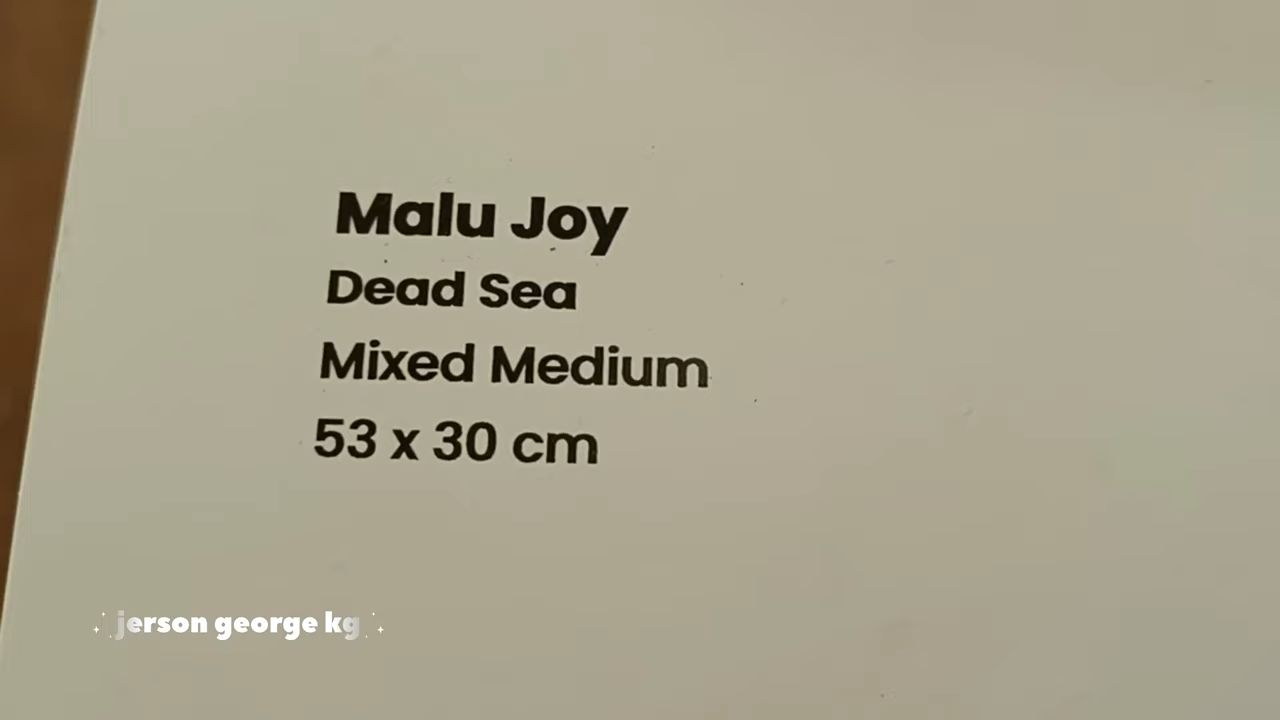 Malu Joy
Dead Sea
Mixed Medium
53 x 30 cm
jerson george kg